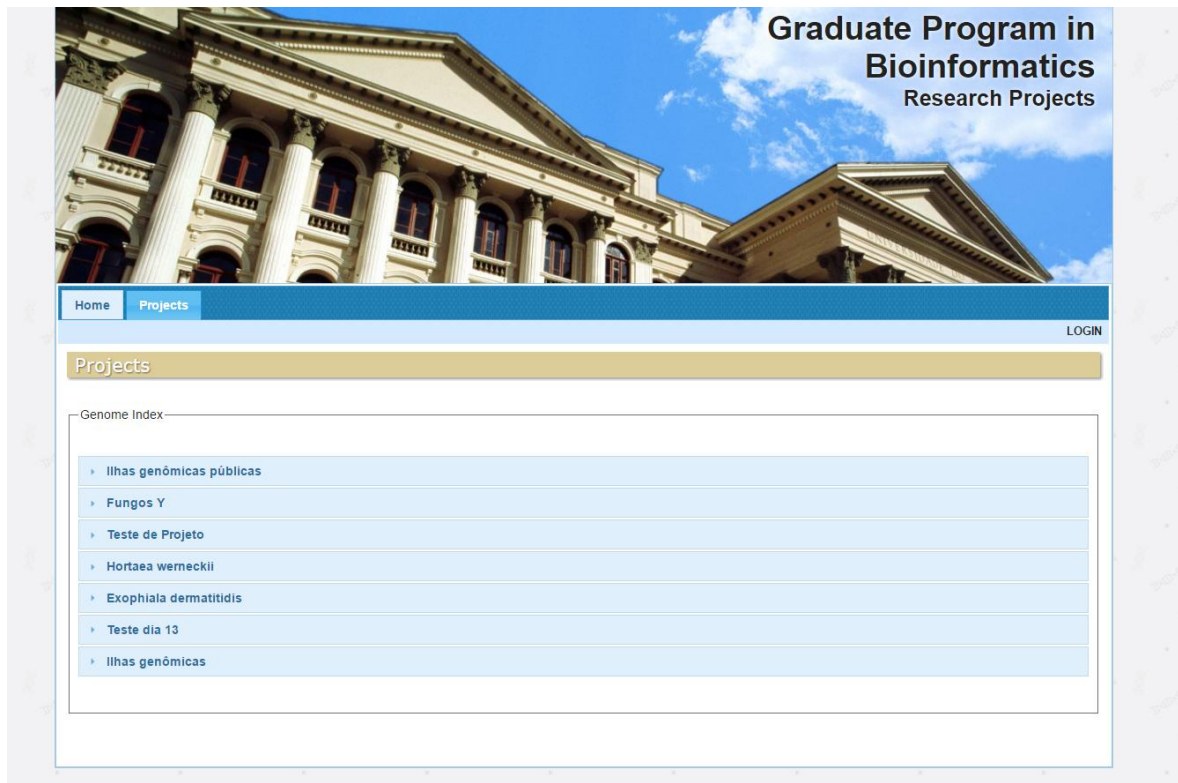 Graduate Program in
Bioinformatics
Research Projects
Home Projects
LOGIN
Projects
Genome Index
Ilhas genômicas públicas
Fungos Y
Teste de Projeto
Hortaea werneckii
Exophiala dermatitidis
Teste dia 13
Ilhas genômicas